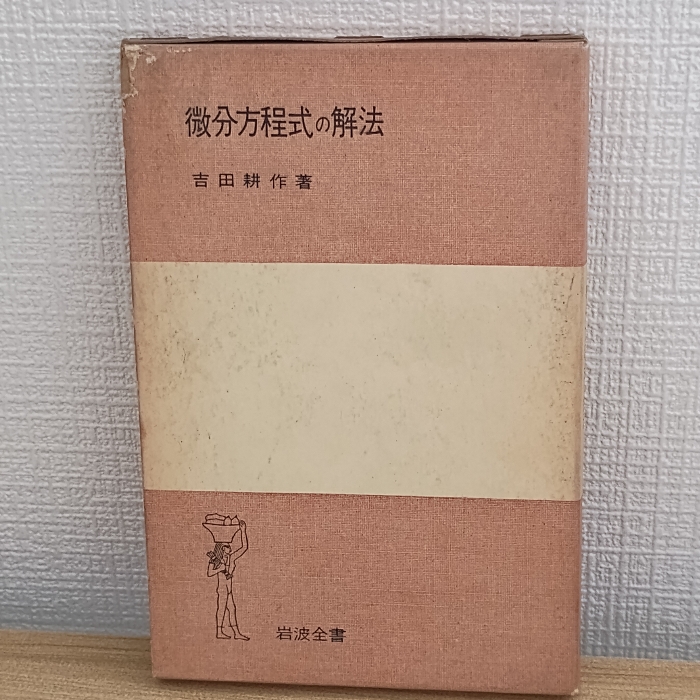 微分方程式の解法
吉田耕作著
岩波全書